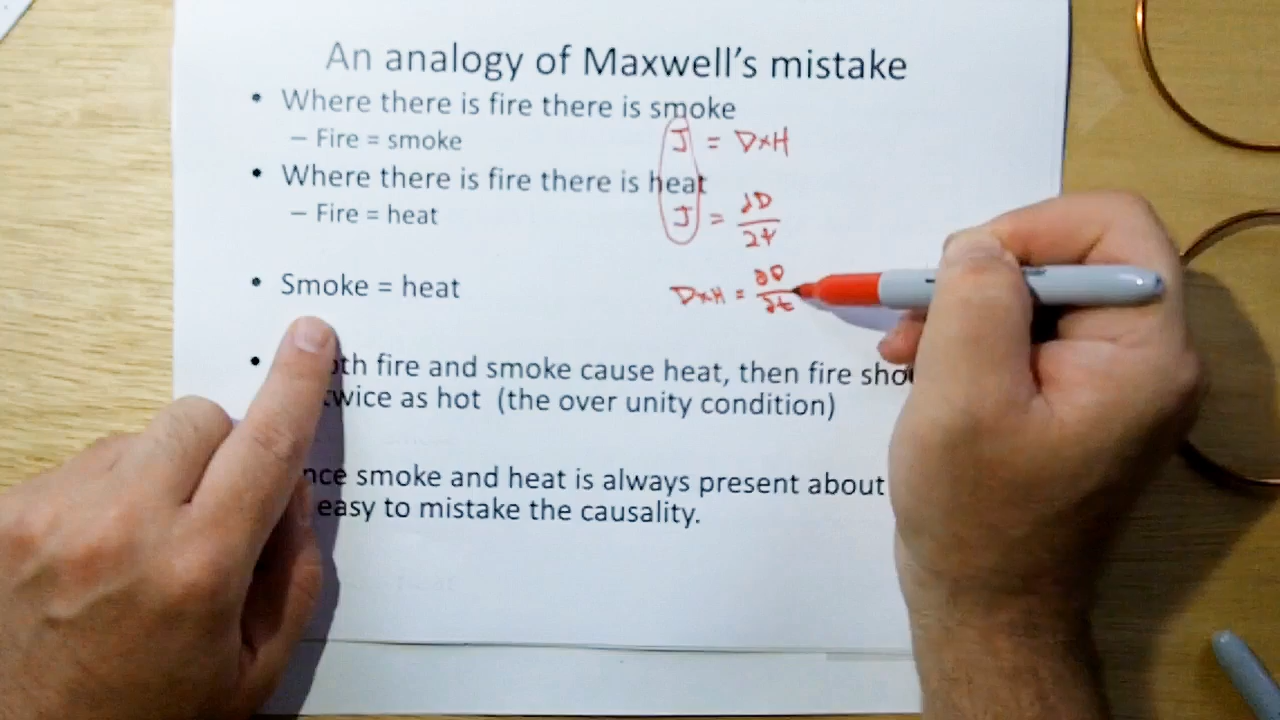 An analogy of Maxwell's mistake
• Where there is fire there is smoke
– Fire = smoke
J = ∇×H
• Where there is fire there is heat
– Fire = heat
J = ∂D/∂t
• Smoke = heat
∇×H = ∂D/∂t
• fire and smoke cause heat, then fire
twice as hot (the over unity condition)
smoke and heat is always present about
easy to mistake the causality.